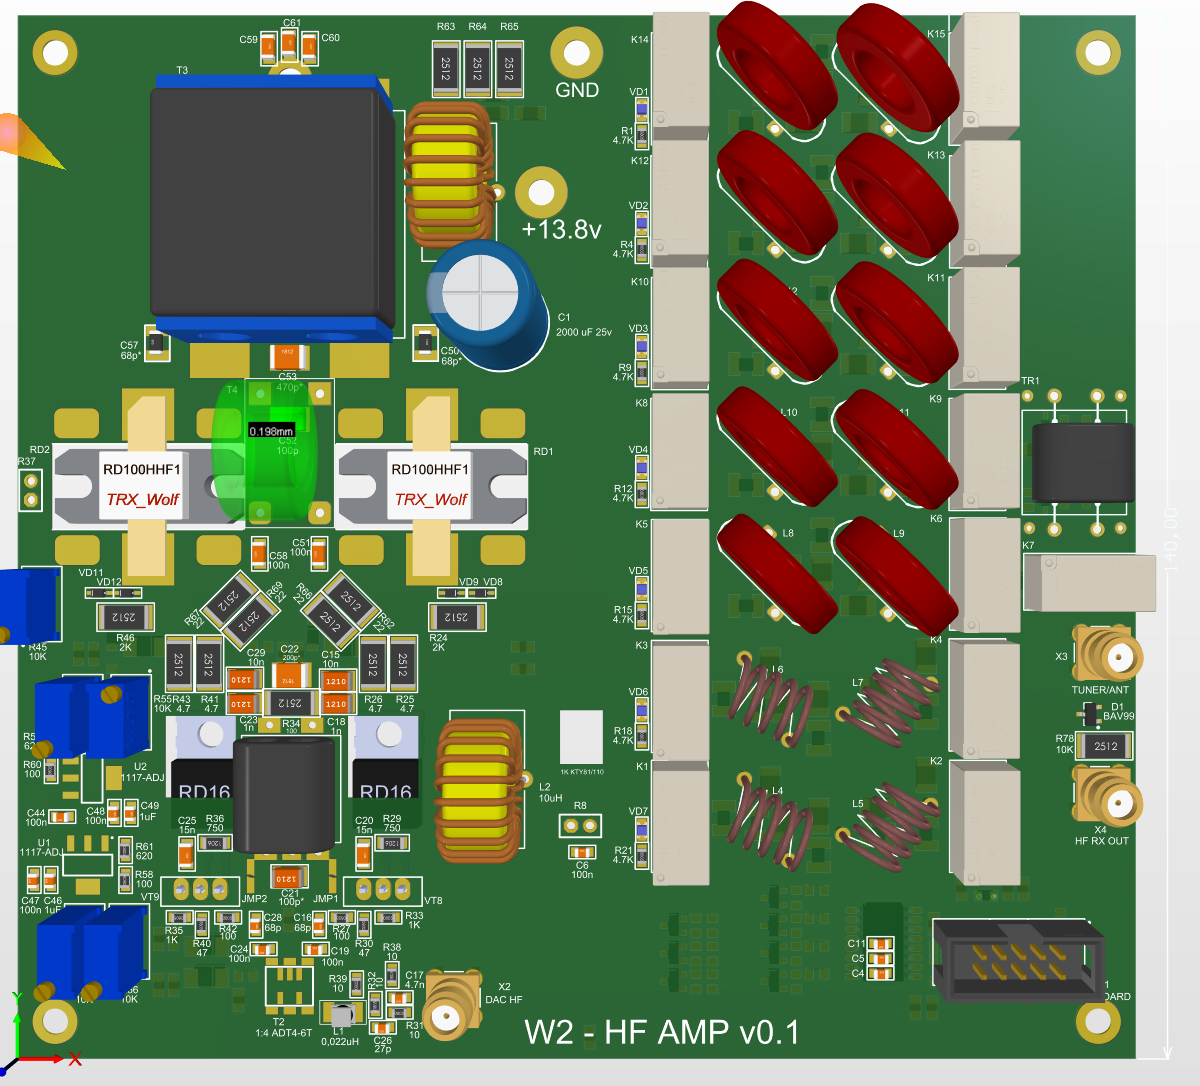 C61
C59
C60
R63 R64 R65
T3
2512 2512 2512
GND
K14
K15
VD1
R1
4.7K
K12
K13
+13.8v
VD2
R4
4.7K
K10
K11
C1
2000 uF 25v
VD3
R9
4.7K
C57
68p*
1812
C50
68p*
C53
470p*
T4
TR1
K8
K9
0.198mm
C52
100p
RD2
RD1
R37
RD100HHF1
TRX_Wolf
RD100HHF1
TRX_Wolf
VD4
R12
4.7K
K5
K6
L8
L9
140,00
C58
100n
C51
100n
K7
VD11
VD12
VD9 VD8
R67
22
R69
22
R66
22
R62
22
2512 2512 2512 2512
VD5
R15
4.7K
2512
R46
2K
2512
R24
2K
R45
10K
K3
K4
C29
10n
C22
200p*
C15
10n
2512 2512 2512 2512
1210 1812 1210
1210 2512 1210
X3
TUNER/ANT
L6
L7
R55
10K
R43
4.7
R41
4.7
R26
4.7
R25
4.7
C23
1n
R34
100
C18
1n
VD6
R18
4.7K
D1
BAV99
R78
10K
2512
R60
100
U2
1117-ADJ
RD16
RD16
1K KTY81/110
K1
K2
L2
10uH
L4
L5
C44
100n
C48
100n
C49
1uF
C25
15n
R36
750
C20
15n
R29
750
R8
VD7
R21
4.7K
X4
HF RX OUT
U1
1117-ADJ
R61
620
R58
100
1206
1206
C6
100n
C47
100n
C46
1uF
VT9
1210
C21
100p*
JMP2
JMP1
VT8
R35
1K
R40
47
R42
100
C28
68p
C16
68p
R27
100
R30
47
R33
1K
C24
100n
C19
100n
R38
10
C11
C5
C4
R39
10
R32
10
C17
4.7n
X2
DAC HF
T2
1:4 ADT4-6T
L1
0,022uH
C26
27p
R31
10
W2 - HF AMP v0.1
Y
X